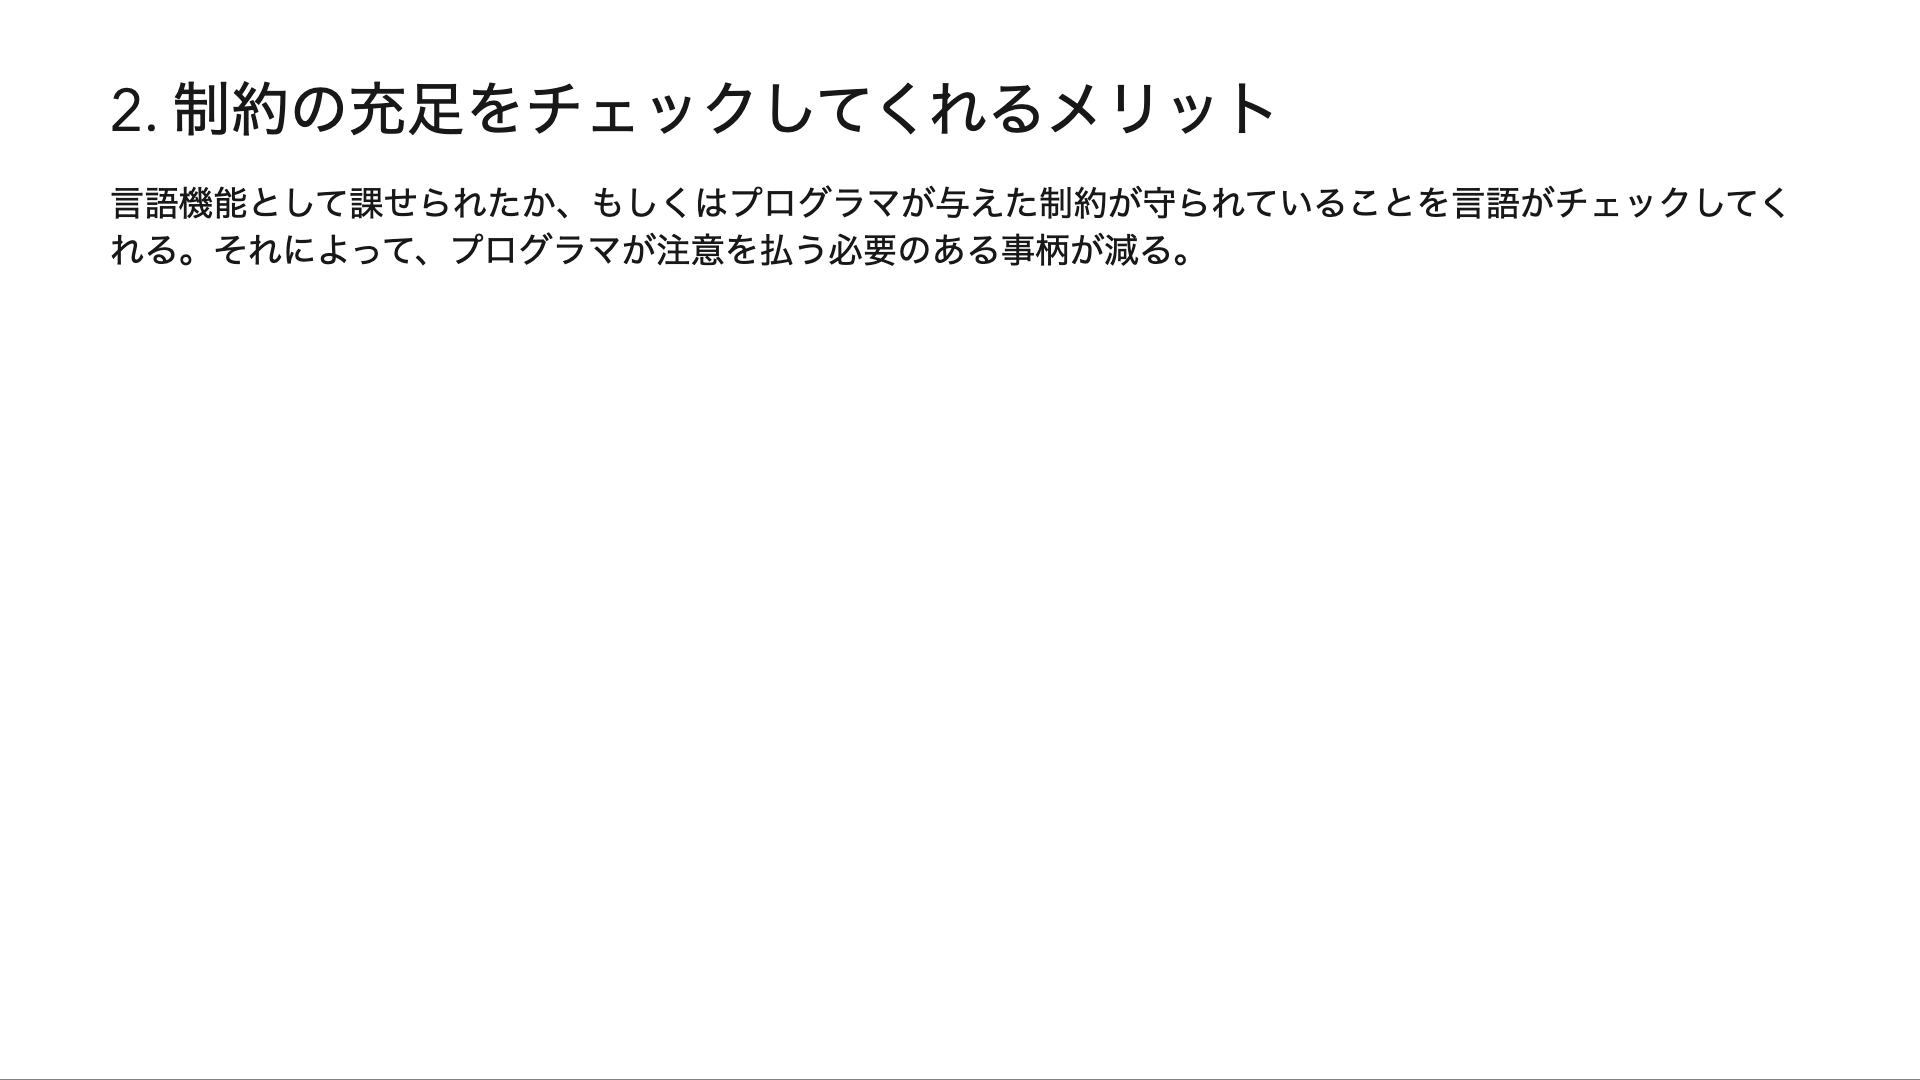 2. 制約の充足をチェックしてくれるメリット
言語機能として課せられたか、もしくはプログラマが与えた制約が守られていることを言語がチェックしてく
れる。それによって、プログラマが注意を払う必要のある事柄が減る。